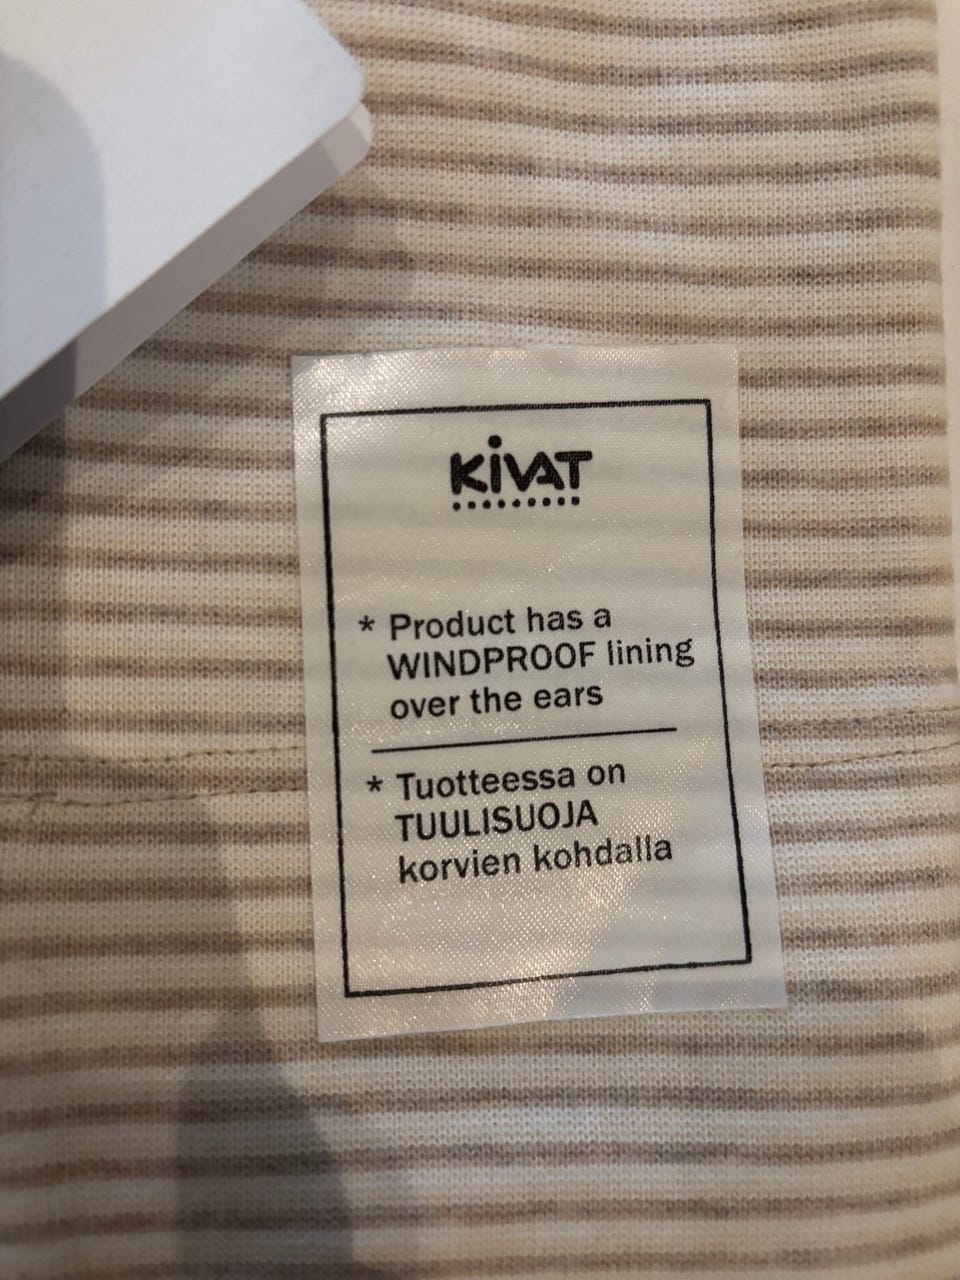 KiVAT
* Product has a
WINDPROOF lining
over the ears
* Tuotteessa on
TUULISUOJA
korvien kohdalla